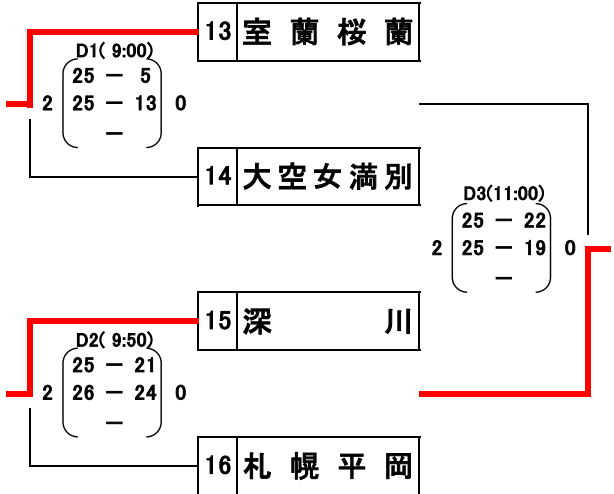 13 室蘭桜蘭
D1( 9:00)
25 － 5
2 25 － 13 0
－
14 大空女満別
D3(11:00)
25 － 22
2 25 － 19 0
－
15 深川
D2( 9:50)
25 － 21
2 26 － 24 0
－
16 札幌平岡